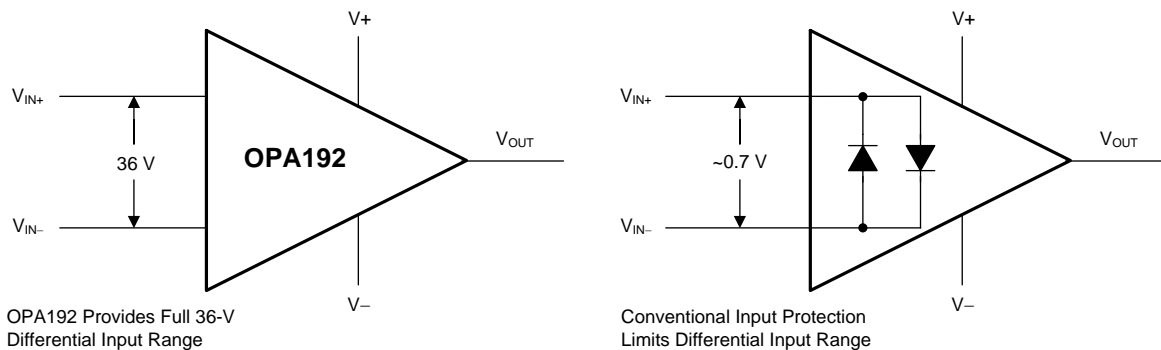 V+
V+
VIN+
VIN+
VOUT
VOUT
36 V
OPA192
~0.7 V
VIN−
VIN−
V−
V−
OPA192 Provides Full 36-V
Differential Input Range
Conventional Input Protection
Limits Differential Input Range